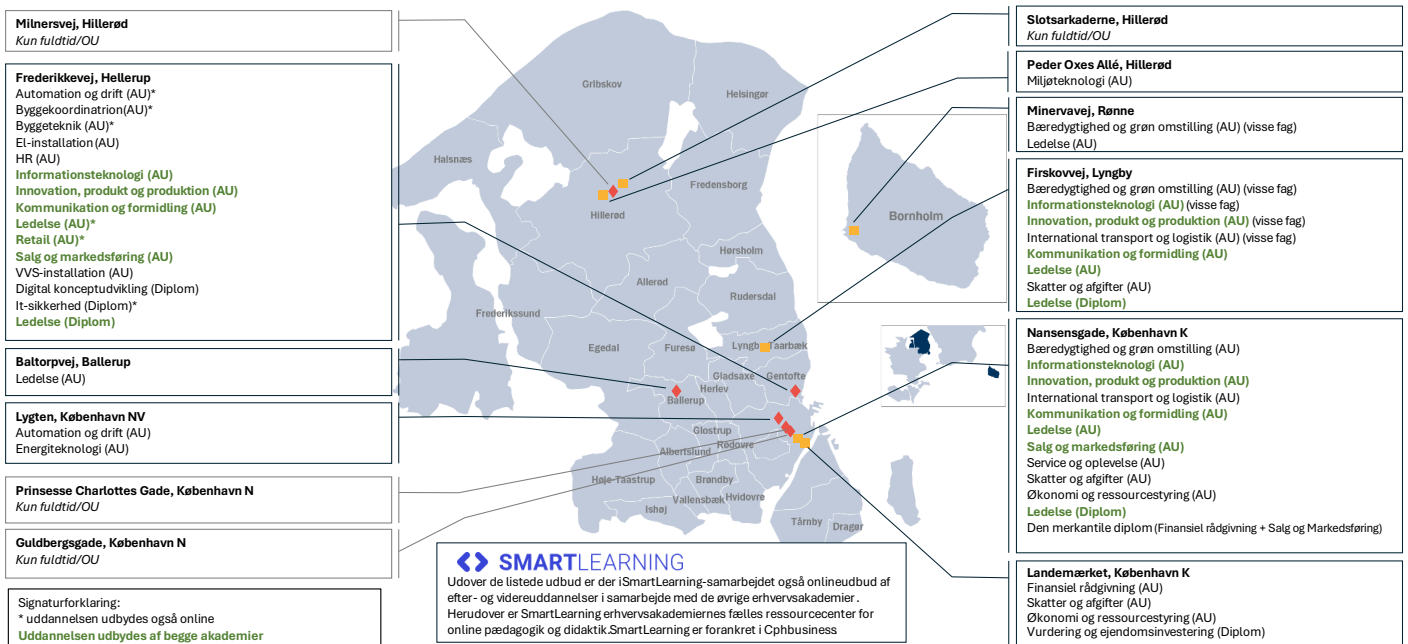 Milnersvej, Hillerød
Kun fuldtid/OU
Frederikkevej, Hellerup
Automation og drift (AU)*
Byggekoordinatrion(AU)*
Byggeteknik (AU)*
El-installation (AU)
HR (AU)
Informationsteknologi (AU)
Innovation, produkt og produktion (AU)
Kommunikation og formidling (AU)
Ledelse (AU)*
Retail (AU)*
Salg og markedsføring (AU)
VVS-installation (AU)
Digital konceptudvikling (Diplom)
It-sikkerhed (Diplom)*
Ledelse (Diplom)
Baltorpvej, Ballerup
Ledelse (AU)
Lygten, København NV
Automation og drift (AU)
Energiteknologi (AU)
Prinsesse Charlottes Gade, København N
Kun fuldtid/OU
Guldbergsgade, København N
Kun fuldtid/OU
Signaturforklaring:
* uddannelsen udbydes også online
Uddannelsen udbydes af begge akademier
Gribskov
Helsingør
Halsnæs
Fredensborg
Hillerød
Hørsholm
Allerød
Rudersdal
Frederikssund
Egedal
Furesø
Lyngby Taarbæk
Gladsaxe
Gentofte
Herlev
Ballerup
Glostrup
Rødovre
Albertslund
Høje-Taastrup
Brøndby
Vallensbæk
Hvidovre
Ishøj
Tårnby
Dragør
Bornholm
SMARTLEARNING
Udover de listede udbud er der iSmartLearning-samarbejdet også onlineudbud af
efter- og videreuddannelser i samarbejde med de øvrige erhvervsakademier.
Herudover er SmartLearning erhvervsakademiernes fælles ressourcecenter for
online pædagogik og didaktik.SmartLearning er forankret i Cphbusiness
Slotsarkaderne, Hillerød
Kun fuldtid/OU
Peder Oxes Allé, Hillerød
Miljøteknologi (AU)
Minervavej, Rønne
Bæredygtighed og grøn omstilling (AU) (visse fag)
Ledelse (AU)
Firskovvej, Lyngby
Bæredygtighed og grøn omstilling (AU) (visse fag)
Informationsteknologi (AU) (visse fag)
Innovation, produkt og produktion (AU) (visse fag)
International transport og logistik (AU) (visse fag)
Kommunikation og formidling (AU)
Ledelse (AU)
Skatter og afgifter (AU)
Ledelse (Diplom)
Nansensgade, København K
Bæredygtighed og grøn omstilling (AU)
Informationsteknologi (AU)
Innovation, produkt og produktion (AU)
International transport og logistik (AU)
Kommunikation og formidling (AU)
Ledelse (AU)
Salg og markedsføring (AU)
Service og oplevelse (AU)
Skatter og afgifter (AU)
Økonomi og ressourcestyring (AU)
Ledelse (Diplom)
Den merkantile diplom (Finansiel rådgivning + Salg og Markedsføring)
Landemærket, København K
Finansiel rådgivning (AU)
Skatter og afgifter (AU)
Økonomi og ressourcestyring (AU)
Vurdering og ejendomsinvestering (Diplom)